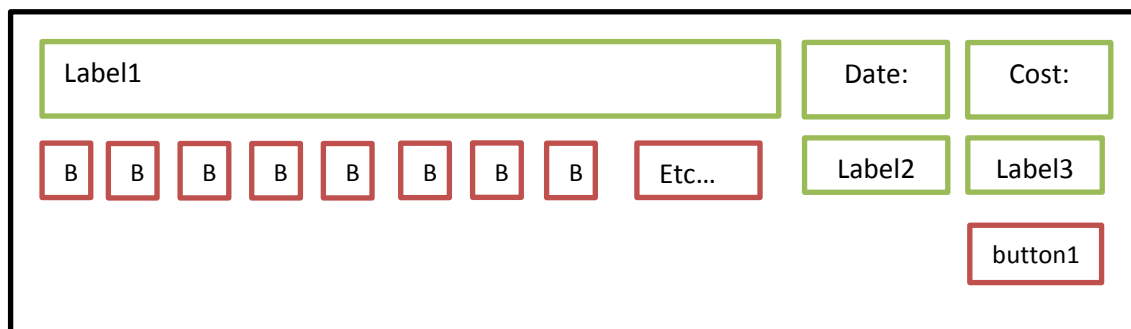 Label1 Date: Cost:
B B B B B B B B Etc... Label2 Label3
button1